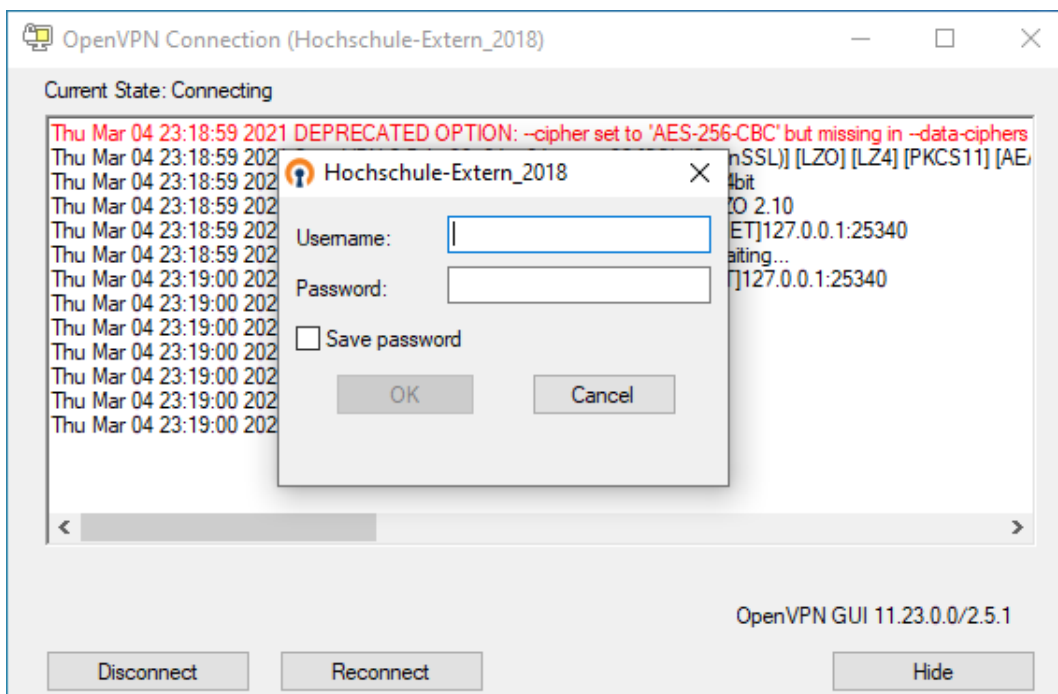 OpenVPN Connection (Hochschule-Extern_2018)
Current State: Connecting
Thu Mar 04 23:18:59 2021 DEPRECATED OPTION: --cipher set to 'AES-256-CBC' but missing in --data-ciphers
Thu Mar 04 23:18:59 202 nSSL)] [LZO] [LZ4] [PKCS11] [AE
Thu Mar 04 23:18:59 202 4bit
Thu Mar 04 23:18:59 202 ZO 2.10
Thu Mar 04 23:18:59 202 ET]127.0.0.1:25340
Thu Mar 04 23:18:59 202 aiting...
Thu Mar 04 23:19:00 202 T]127.0.0.1:25340
Thu Mar 04 23:19:00 202
Thu Mar 04 23:19:00 202
Thu Mar 04 23:19:00 202
Thu Mar 04 23:19:00 202
Thu Mar 04 23:19:00 202
Thu Mar 04 23:19:00 202
Hochschule-Extern_2018
Username:
Password:
Save password
OK Cancel
OpenVPN GUI 11.23.0.0/2.5.1
Disconnect Reconnect Hide